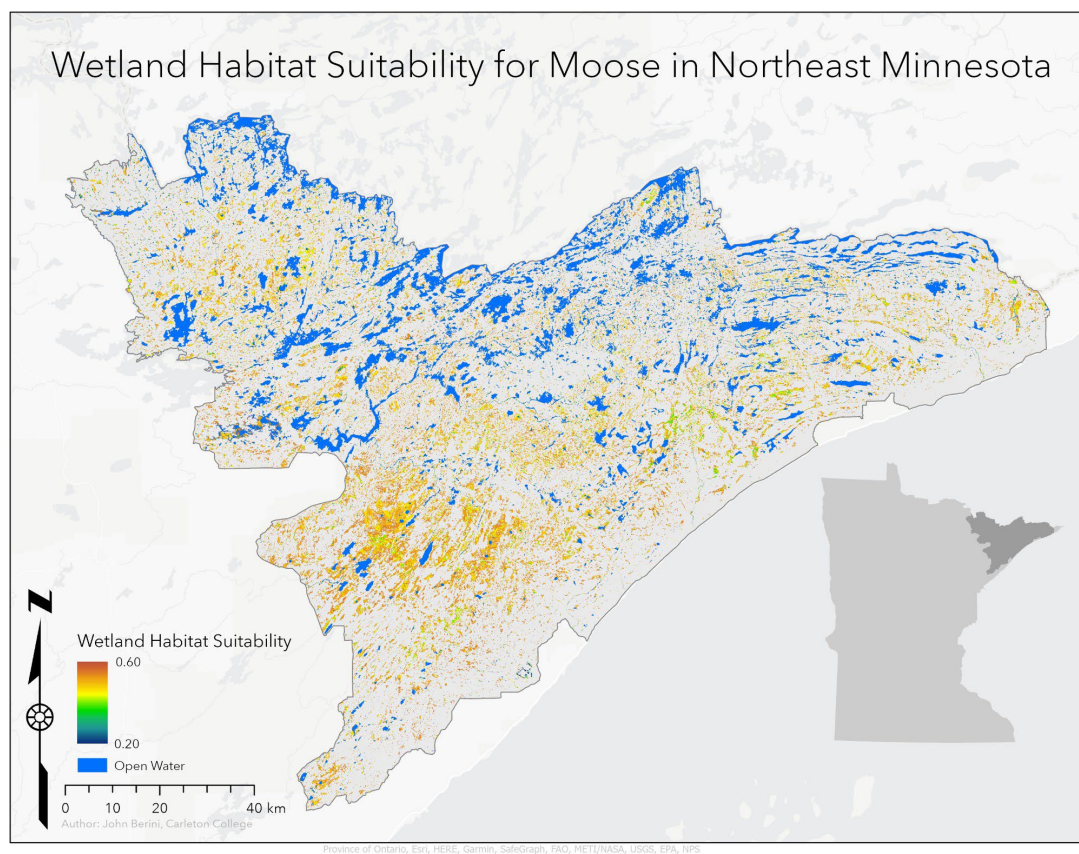 Wetland Habitat Suitability for Moose in Northeast Minnesota
N
Wetland Habitat Suitability
0.60
0.20
Open Water
0 10 20 40 km
Author: John Berini, Carleton College
Province of Ontario, Esri, HERE, Garmin, SafeGraph, FAO, METI/NASA, USGS, EPA, NPS